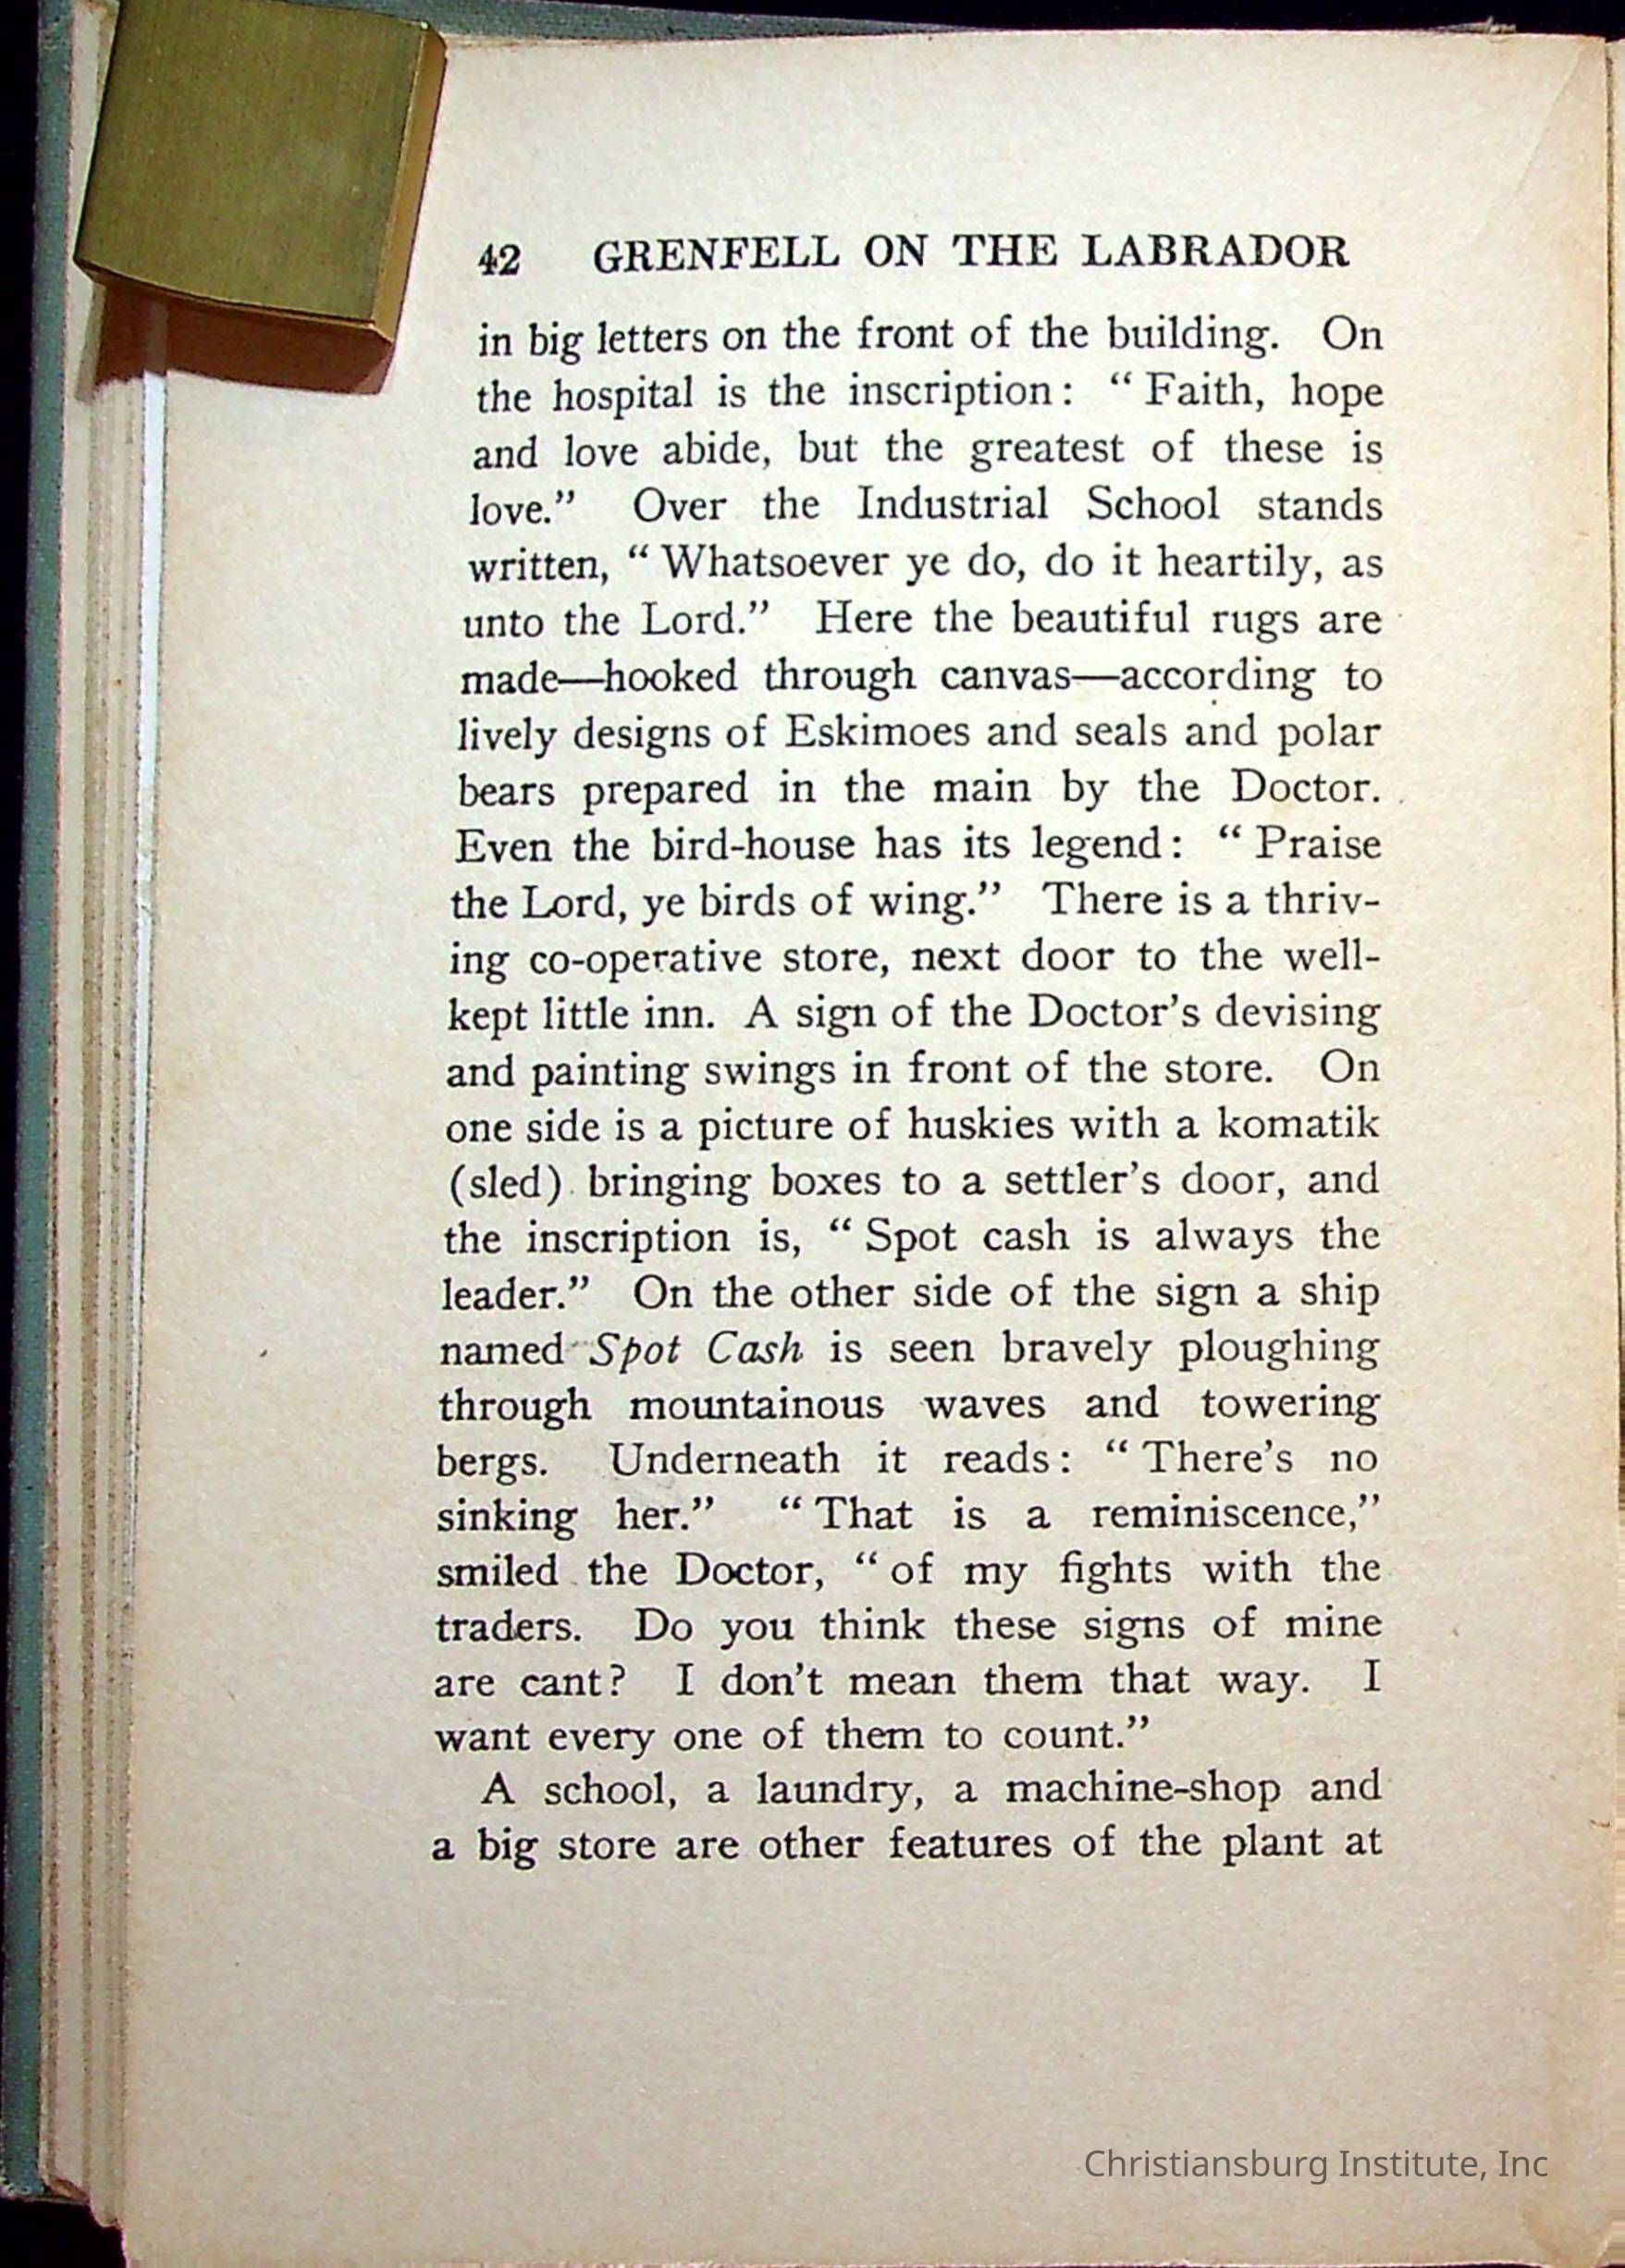 42 GRENFELL ON THE LABRADOR
in big letters on the front of the building. On
the hospital is the inscription: “Faith, hope
and love abide, but the greatest of these is
love.” Over the Industrial School stands
written, “Whatsoever ye do, do it heartily, as
unto the Lord.” Here the beautiful rugs are
made—hooked through canvas—according to
lively designs of Eskimoes and seals and polar
bears prepared in the main by the Doctor.
Even the bird-house has its legend: “Praise
the Lord, ye birds of wing.” There is a thriv-
ing co-operative store, next door to the well-
kept little inn. A sign of the Doctor’s devising
and painting swings in front of the store. On
one side is a picture of huskies with a komatik
(sled) bringing boxes to a settler’s door, and
the inscription is, “Spot cash is always the
leader.” On the other side of the sign a ship
named Spot Cash is seen bravely ploughing
through mountainous waves and towering
bergs. Underneath it reads: “There’s no
sinking her.” “That is a reminiscence,”
smiled the Doctor, “of my fights with the
traders. Do you think these signs of mine
are cant? I don’t mean them that way. I
want every one of them to count.”
A school, a laundry, a machine-shop and
a big store are other features of the plant at
Christiansburg Institute, Inc